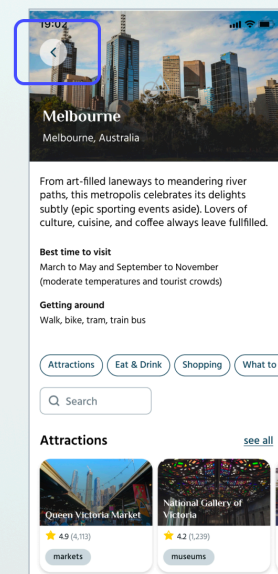 19:02
Melbourne
Melbourne, Australia
From art-filled laneways to meandering river
paths, this metropolis celebrates its delights
subtly (epic sporting events aside). Lovers of
culture, cuisine, and coffee always leave fullfilled.
Best time to visit
March to May and September to November
(moderate temperatures and tourist crowds)
Getting around
Walk, bike, tram, train bus
Attractions Eat & Drink Shopping What to
Search
Attractions see all
Queen Victoria Market
4.9 (4,113)
markets
National Gallery of
Victoria
4.2 (1,239)
museums